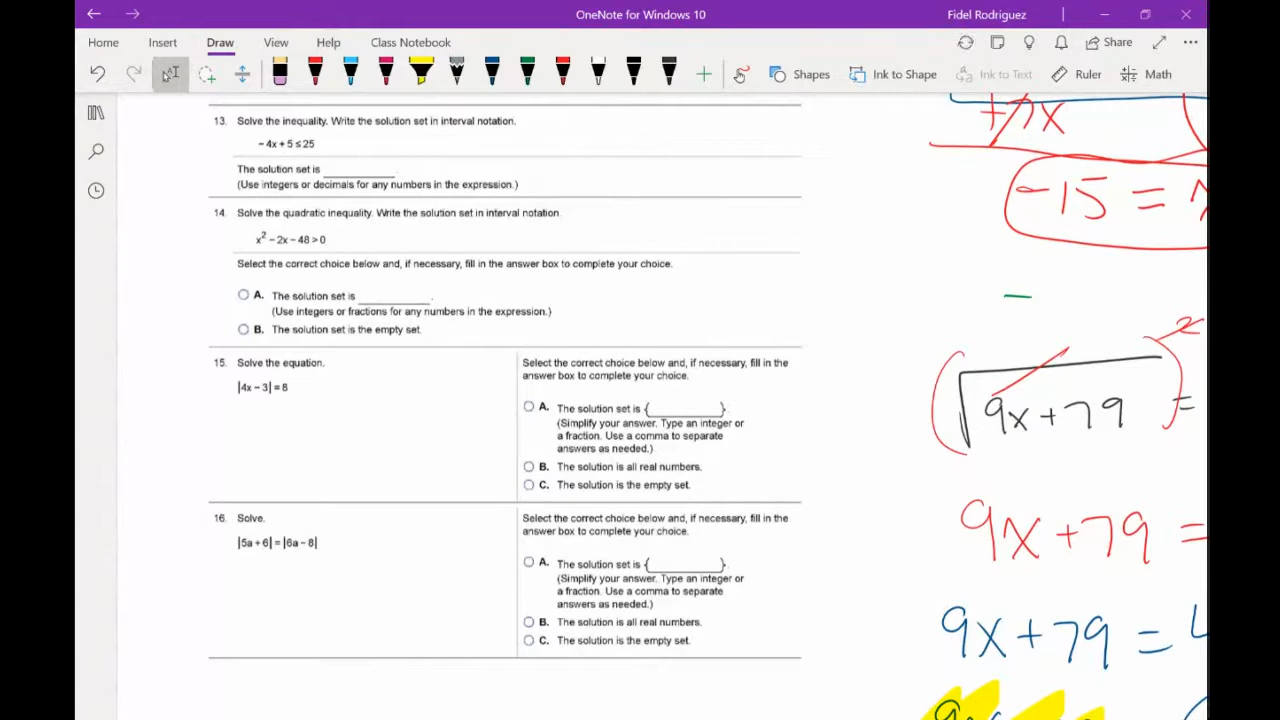 OneNote for Windows 10
Fidel Rodriguez
Home Insert Draw View Help Class Notebook
Share
Shapes Ink to Shape Ink to Text Ruler Math
13. Solve the inequality. Write the solution set in interval notation.
− 4x + 5 ≤ 25
The solution set is ________.
(Use integers or decimals for any numbers in the expression.)
14. Solve the quadratic inequality. Write the solution set in interval notation.
x² − 2x − 48 > 0
Select the correct choice below and, if necessary, fill in the answer box to complete your choice.
A. The solution set is ________.
(Use integers or fractions for any numbers in the expression.)
B. The solution set is the empty set.
15. Solve the equation.
|4x − 3| = 8
Select the correct choice below and, if necessary, fill in the
answer box to complete your choice.
A. The solution set is {________}.
(Simplify your answer. Type an integer or
a fraction. Use a comma to separate
answers as needed.)
B. The solution is all real numbers.
C. The solution is the empty set.
16. Solve.
|5a + 6| = |6a − 8|
Select the correct choice below and, if necessary, fill in the
answer box to complete your choice.
A. The solution set is {________}.
(Simplify your answer. Type an integer or
a fraction. Use a comma to separate
answers as needed.)
B. The solution is all real numbers.
C. The solution is the empty set.
−15 =
(√9x+79)² =
9x+79 =
9x+79 =